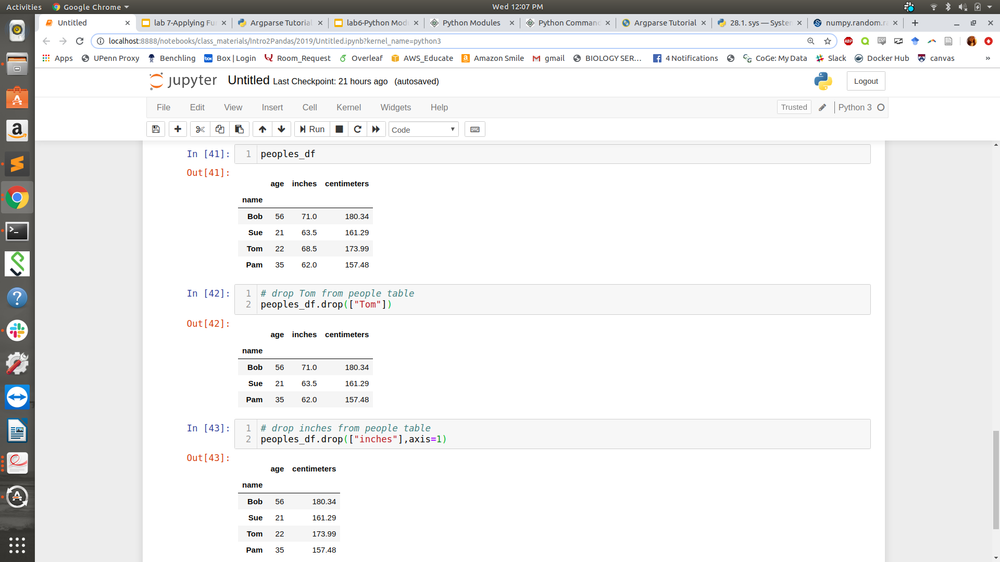 Activities Google Chrome Wed 12:07 PM
Untitled lab 7-Applying Fu Argparse Tutorial lab6-Python Modu Python Modules Python Command Argparse Tutorial 28.1. sys — System numpy.random.ra
localhost:8888/notebooks/class_materials/Intro2Pandas/2019/Untitled.ipynb?kernel_name=python3
Apps UPenn Proxy Benchling Box | Login Room_Request Overleaf AWS_Educate Amazon Smile gmail BIOLOGY SER... 4 Notifications CoGe: My Data Slack Docker Hub canvas »
jupyter Untitled Last Checkpoint: 21 hours ago (autosaved) Logout
File Edit View Insert Cell Kernel Widgets Help Trusted Python 3
Run Code
In [41]: 1 peoples_df
Out[41]:
age inches centimeters
name
Bob 56 71.0 180.34
Sue 21 63.5 161.29
Tom 22 68.5 173.99
Pam 35 62.0 157.48
In [42]: 1 # drop Tom from people table
2 peoples_df.drop(["Tom"])
Out[42]:
age inches centimeters
name
Bob 56 71.0 180.34
Sue 21 63.5 161.29
Pam 35 62.0 157.48
In [43]: 1 # drop inches from people table
2 peoples_df.drop(["inches"],axis=1)
Out[43]:
age centimeters
name
Bob 56 180.34
Sue 21 161.29
Tom 22 173.99
Pam 35 157.48